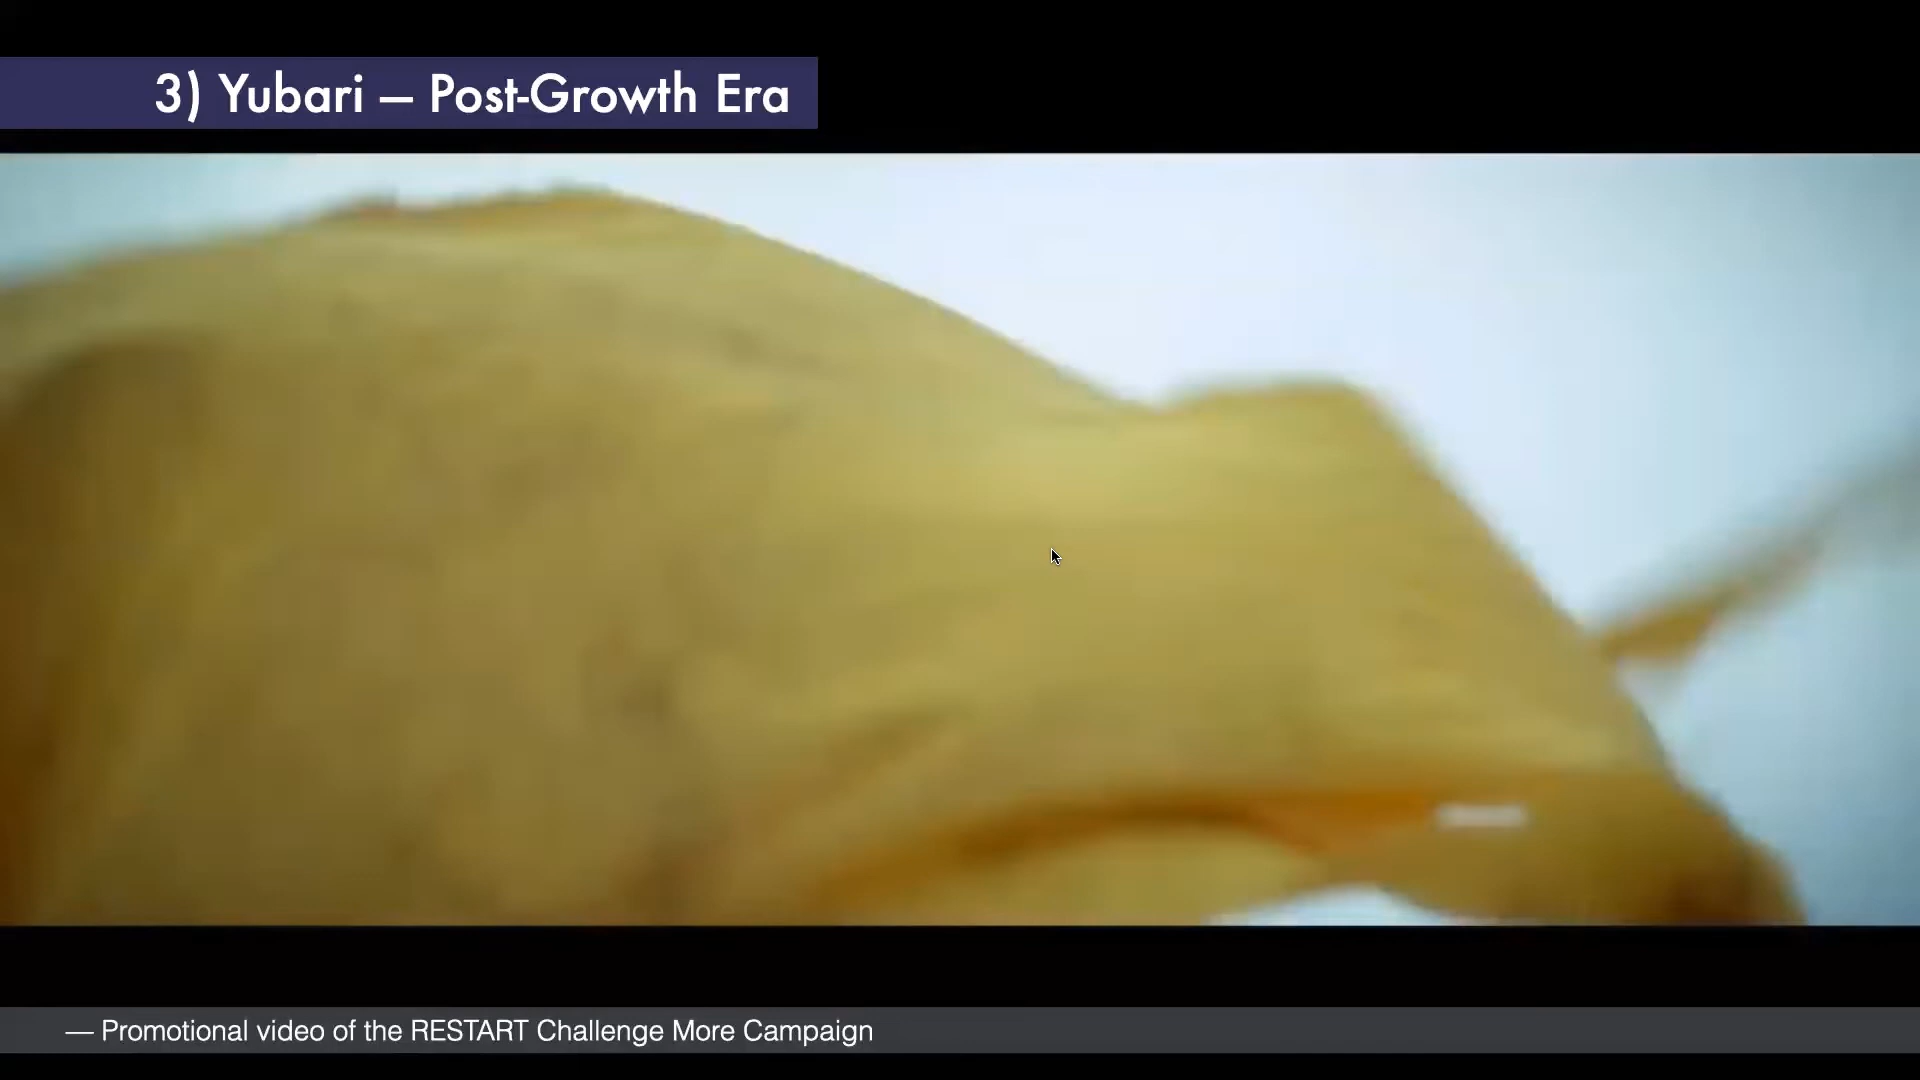 3) Yubari — Post-Growth Era
— Promotional video of the RESTART Challenge More Campaign